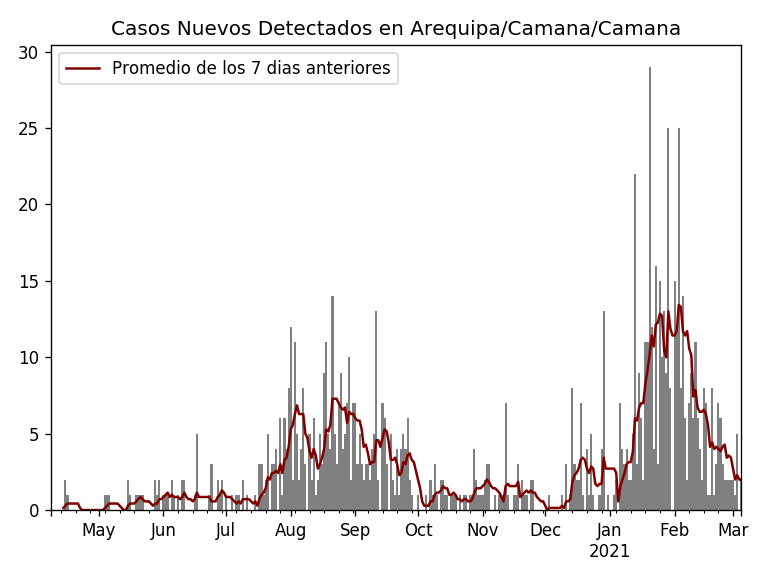 Casos Nuevos Detectados en Arequipa/Camana/Camana
Promedio de los 7 dias anteriores
30
25
20
15
10
5
0
May Jun Jul Aug Sep Oct Nov Dec Jan Feb Mar
2021